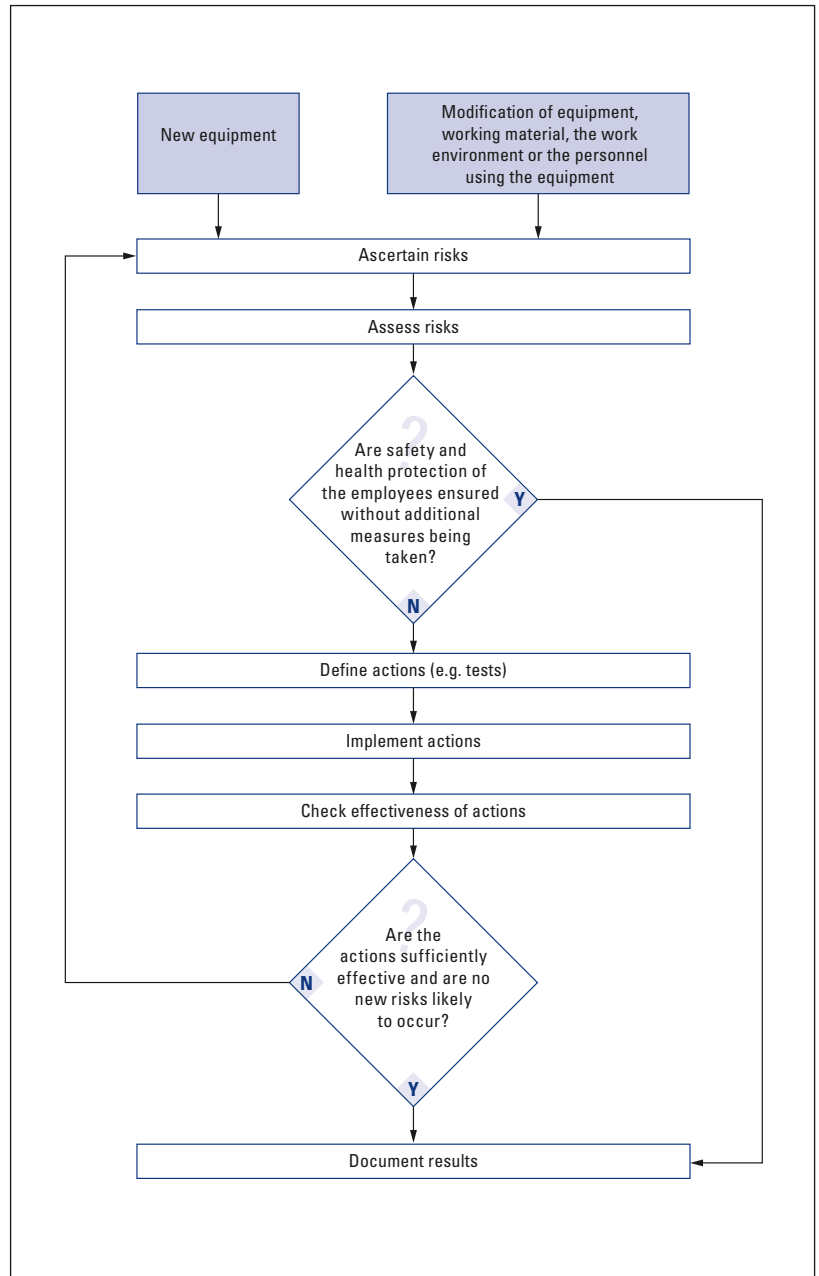 New equipment
Modification of equipment,
working material, the work
environment or the personnel
using the equipment
Ascertain risks
Assess risks
?
Are safety and
health protection of
the employees ensured
without additional
measures being
taken?
Y
N
Define actions (e.g. tests)
Implement actions
Check effectiveness of actions
?
Are the
actions sufficiently
effective and are no
new risks likely
to occur?
N
Y
Document results